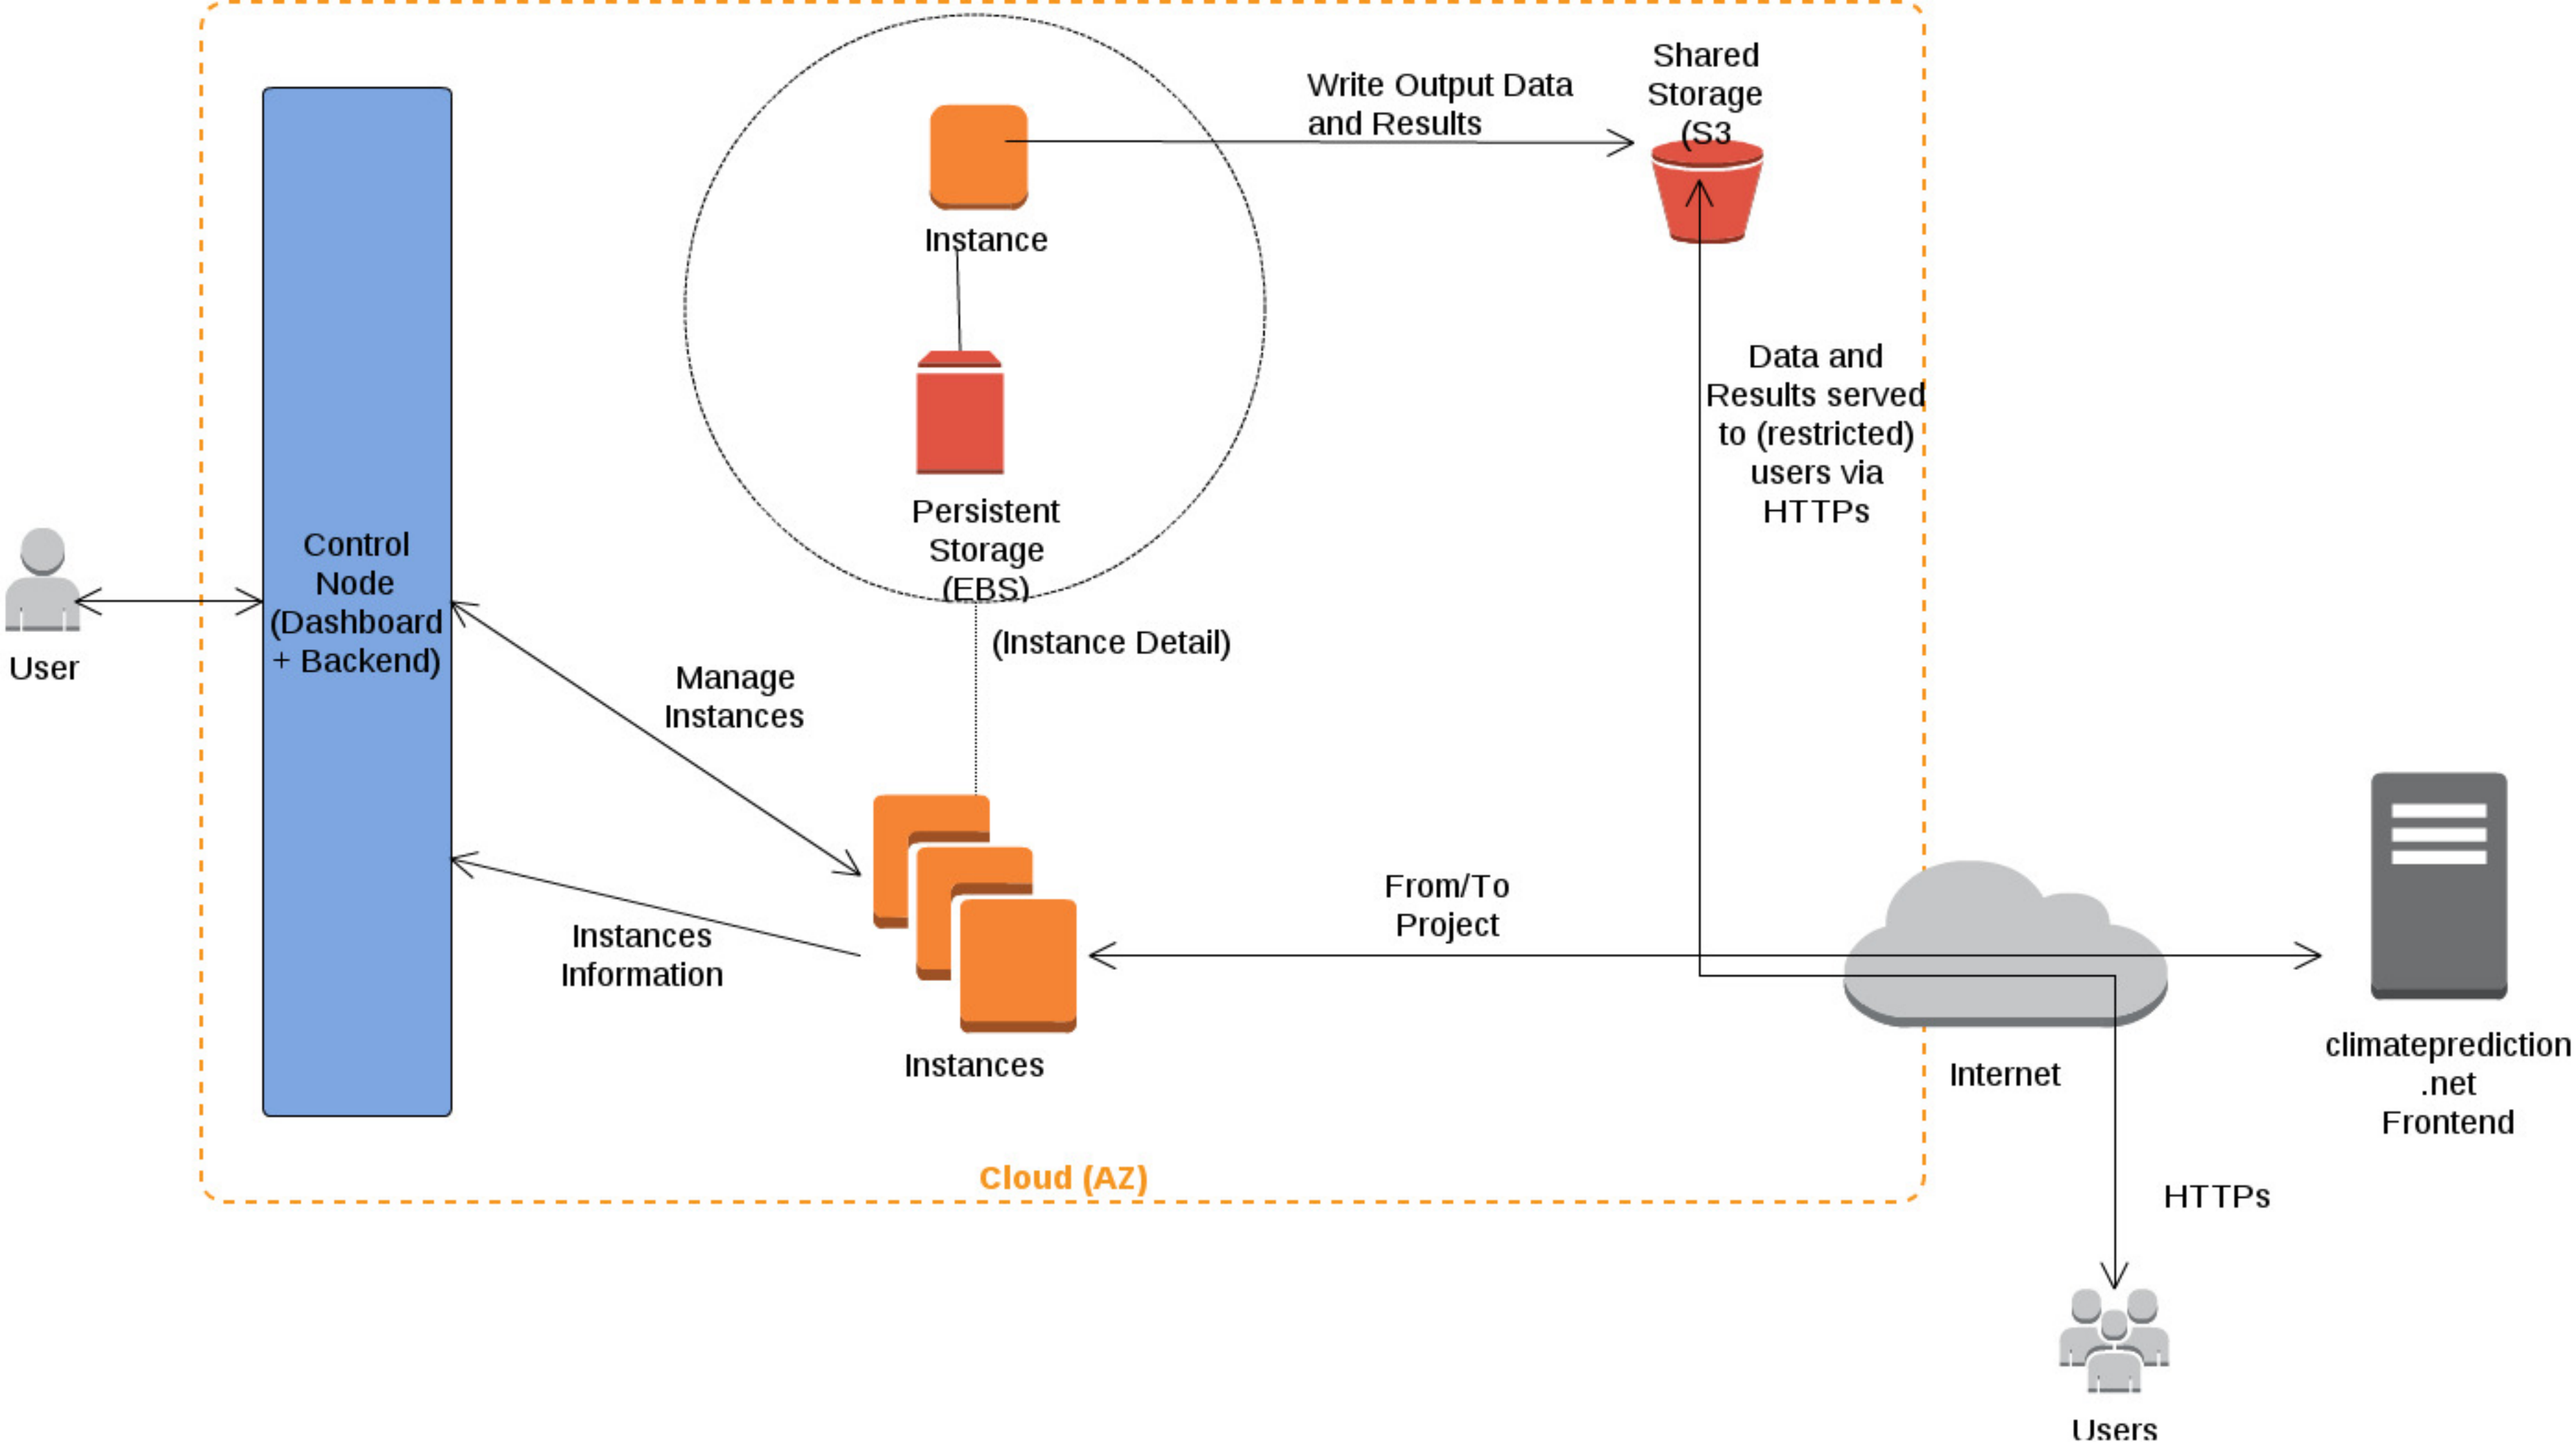 Shared
Storage
(S3
Write Output Data
and Results
Instance
Data and
Results served
to (restricted)
users via
HTTPs
Persistent
Storage
(EBS)
(Instance Detail)
Control
Node
(Dashboard
+ Backend)
User
Manage
Instances
From/To
Project
Instances
Information
Instances
Internet
climateprediction
.net
Frontend
Cloud (AZ)
HTTPs
Users